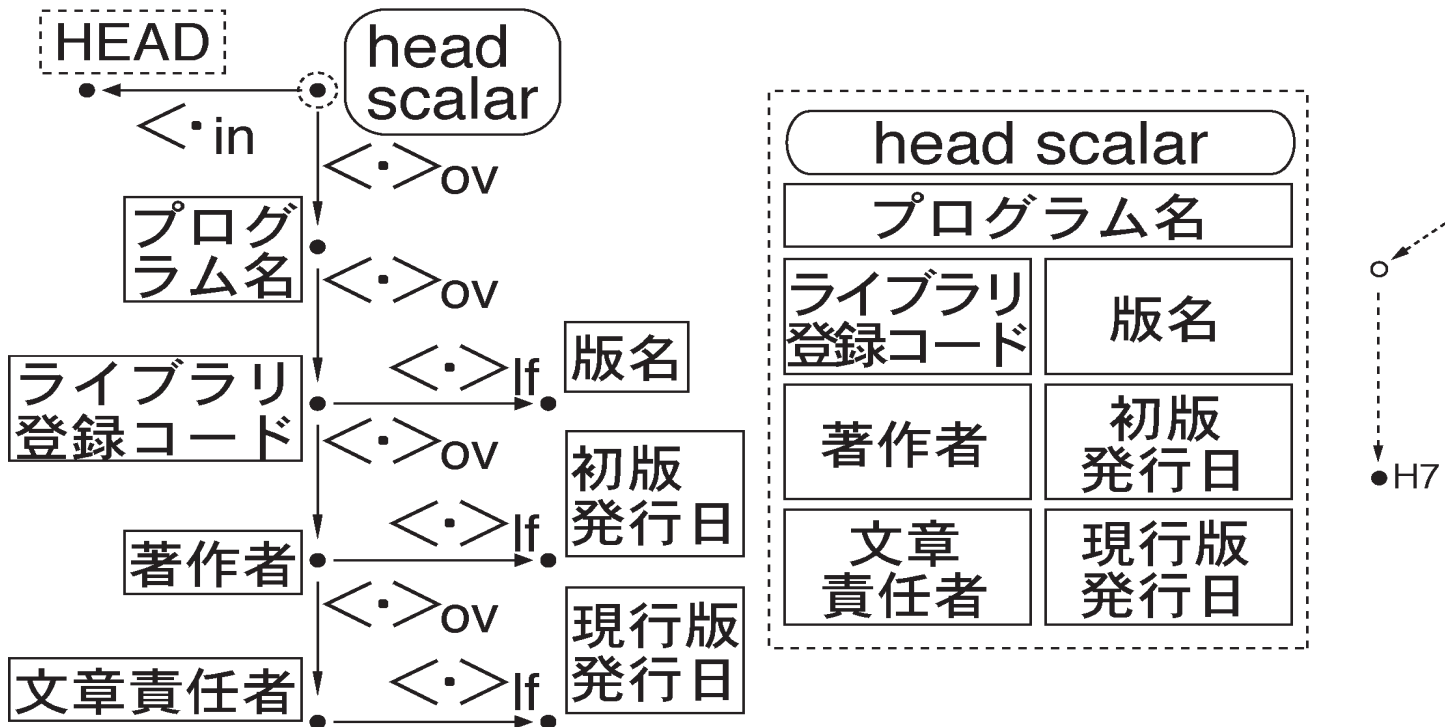 HEAD
head
scalar
<·in
<·>ov
プログ
ラム名
<·>ov
<·>lf
版名
ライブラリ
登録コード
<·>ov
初版
発行日
<·>lf
著作者
<·>ov
現行版
発行日
<·>lf
文章責任者
head scalar
プログラム名
ライブラリ
登録コード
版名
著作者
初版
発行日
文章
責任者
現行版
発行日
H7